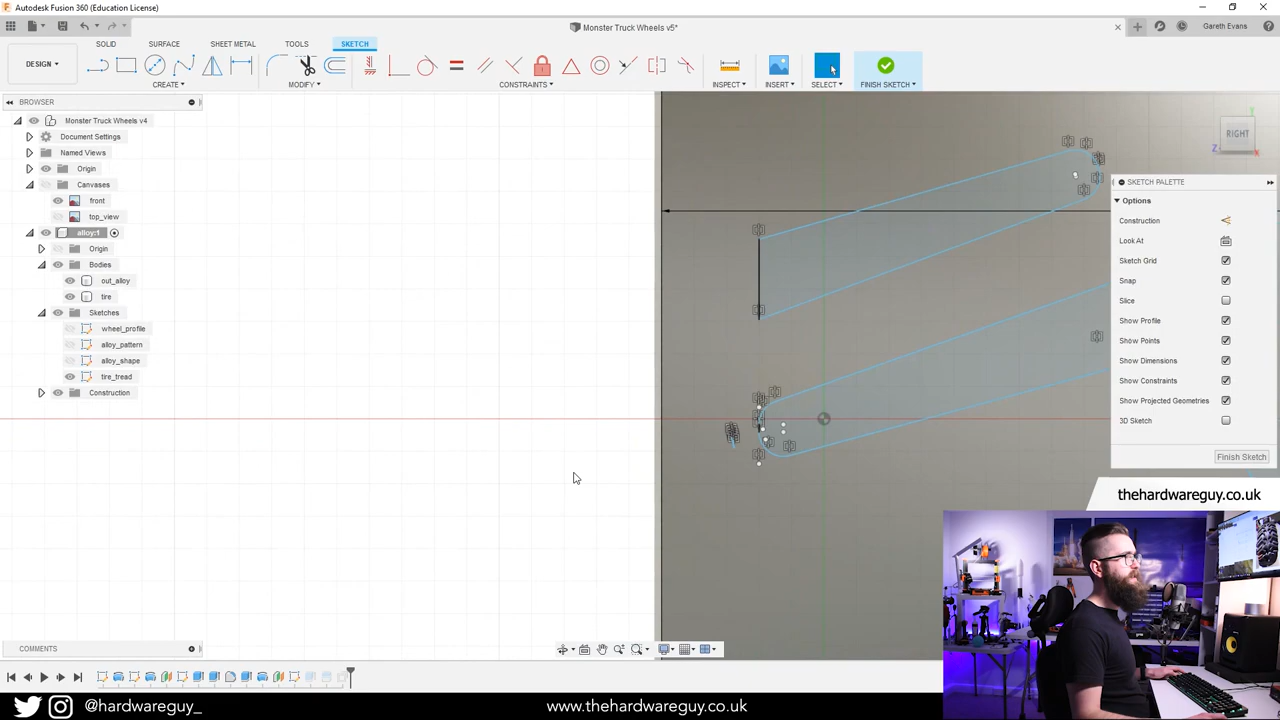 Autodesk Fusion 360 (Education License)
Monster Truck Wheels v5*
Gareth Evans
DESIGN
SOLID
SURFACE
SHEET METAL
TOOLS
SKETCH
CREATE
MODIFY
CONSTRAINTS
INSPECT
INSERT
SELECT
FINISH SKETCH
BROWSER
Monster Truck Wheels v4
Document Settings
Named Views
Origin
Canvases
front
top_view
alloy:1
Origin
Bodies
out_alloy
tire
Sketches
wheel_profile
alloy_pattern
alloy_shape
tire_tread
Construction
Y
RIGHT
Z
SKETCH PALETTE
Options
Construction
Look At
Sketch Grid
Snap
Slice
Show Profile
Show Points
Show Dimensions
Show Constraints
Show Projected Geometries
3D Sketch
Finish Sketch
thehardwareguy.co.uk
COMMENTS
@hardwareguy_
www.thehardwareguy.co.uk